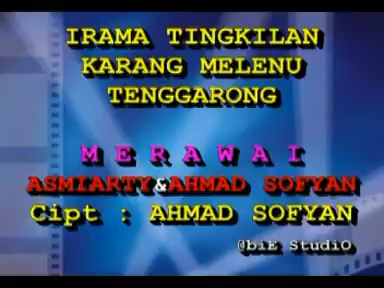 IRAMA TINGKILAN
KARANG MELENU
TENGGARONG
M E R A W A I
ASMIARTY&AHMAD SOFYAN
Cipt : AHMAD SOFYAN
@biE StudiO